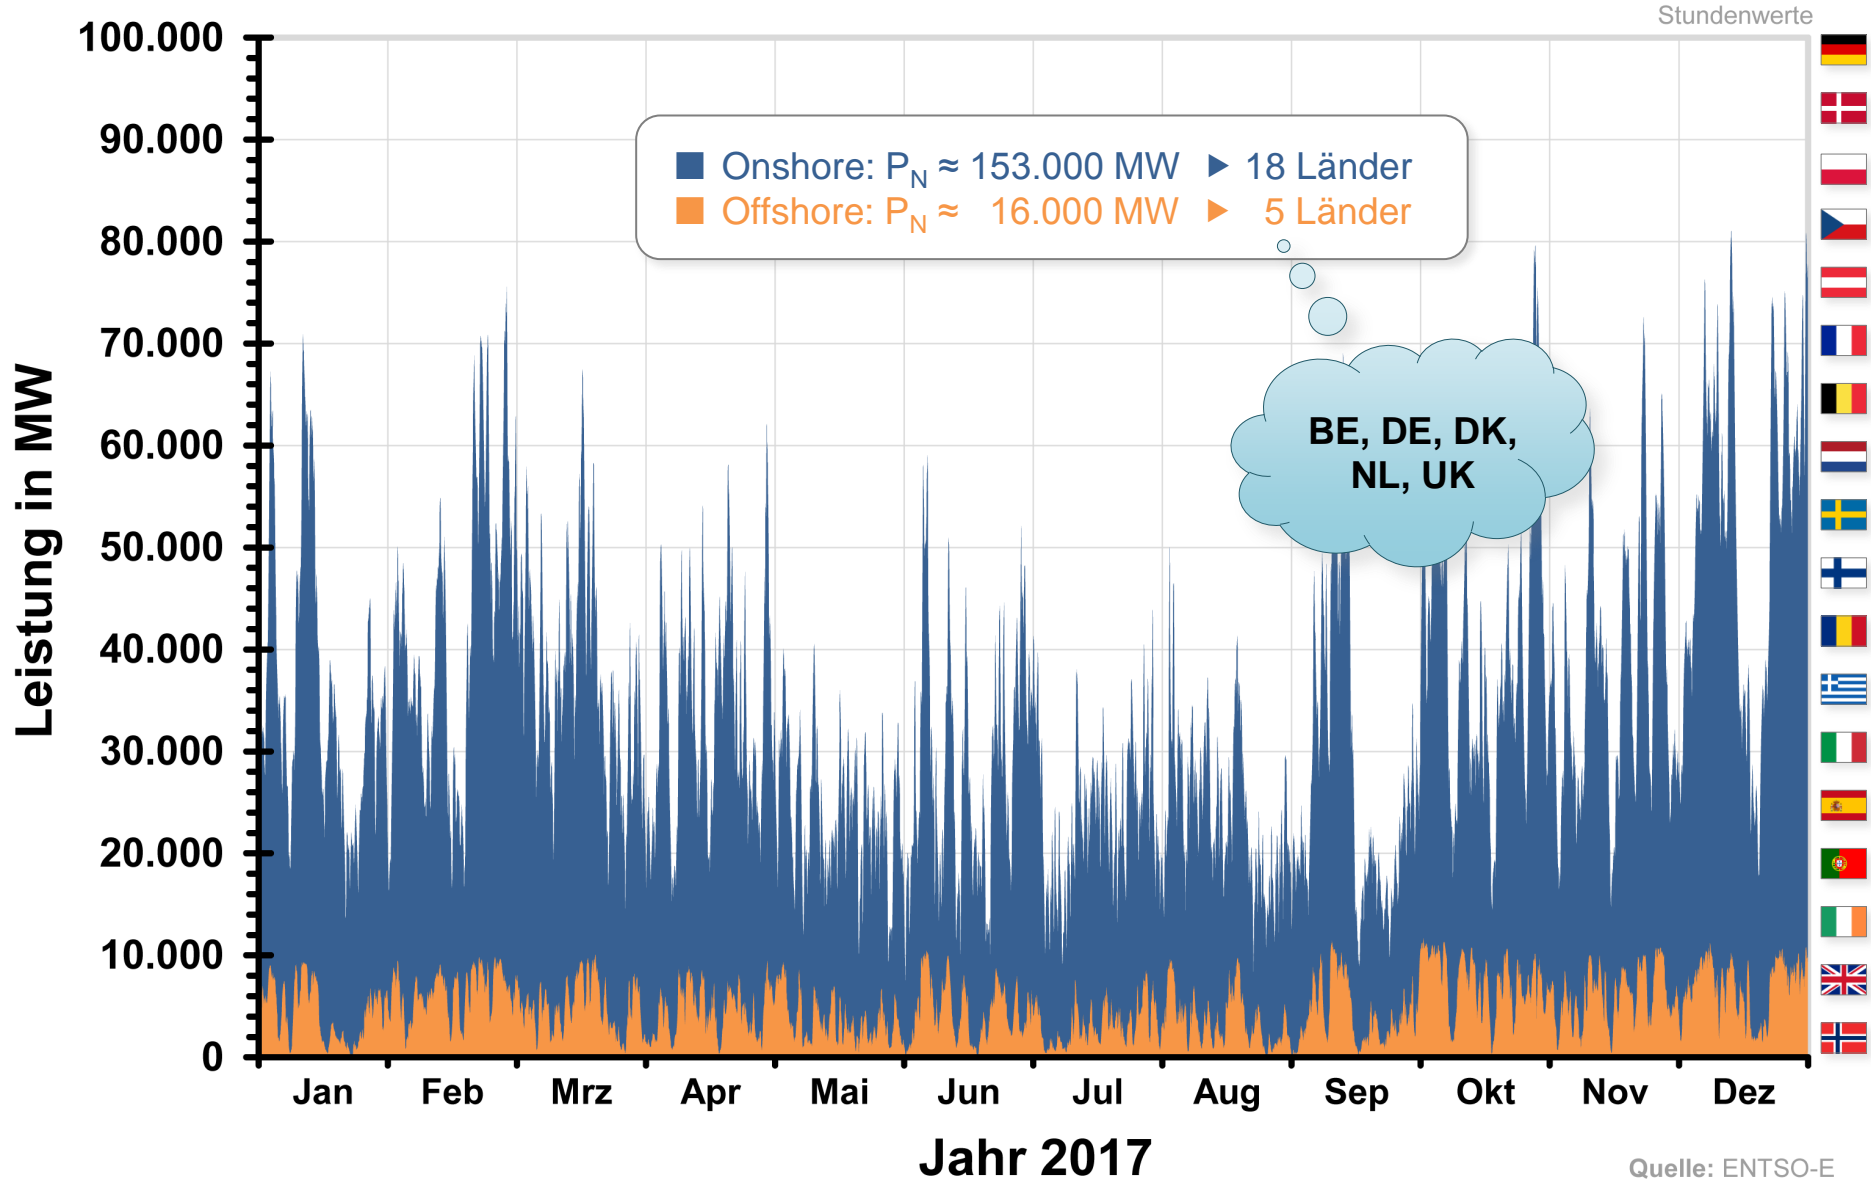 Stundenwerte
100.000
90.000
80.000
70.000
60.000
50.000
40.000
30.000
20.000
10.000
0
Leistung in MW
Onshore: PN ≈ 153.000 MW ► 18 Länder
Offshore: PN ≈ 16.000 MW ► 5 Länder
BE, DE, DK,
NL, UK
Jan Feb Mrz Apr Mai Jun Jul Aug Sep Okt Nov Dez
Jahr 2017
Quelle: ENTSO-E